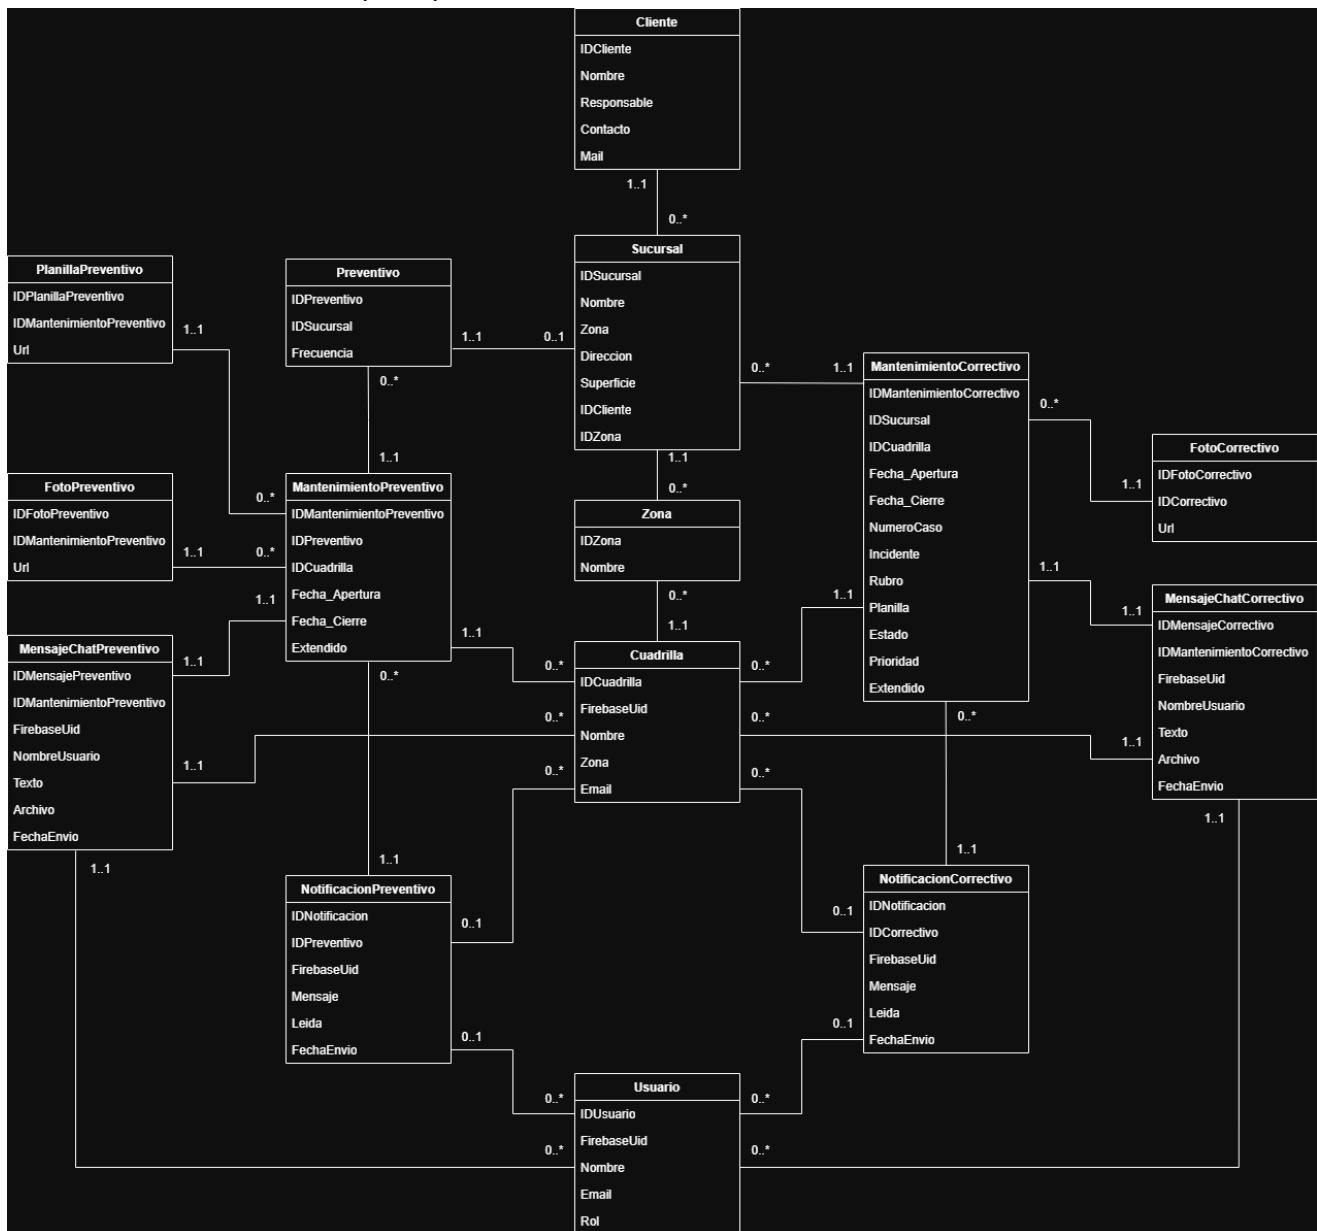 Cliente
IDCliente
Nombre
Responsable
Contacto
Mail
1..1
0..*
Sucursal
IDSucursal
Nombre
Zona
Direccion
Superficie
IDCliente
IDZona
PlanillaPreventivo
IDPlanillaPreventivo
IDMantenimientoPreventivo
Url
1..1
Preventivo
IDPreventivo
IDSucursal
Frecuencia
1..1
0..1
0..*
1..1
0..*
1..1
MantenimientoCorrectivo
IDMantenimientoCorrectivo
IDSucursal
IDCuadrilla
Fecha_Apertura
Fecha_Cierre
NumeroCaso
Incidente
Rubro
Planilla
Estado
Prioridad
Extendido
0..*
1..1
FotoCorrectivo
IDFotoCorrectivo
IDCorrectivo
Url
1..1
0..*
Zona
IDZona
Nombre
0..*
1..1
FotoPreventivo
IDFotoPreventivo
IDMantenimientoPreventivo
Url
0..*
1..1
0..*
MantenimientoPreventivo
IDMantenimientoPreventivo
IDPreventivo
IDCuadrilla
Fecha_Apertura
Fecha_Cierre
Extendido
1..1
1..1
MensajeChatPreventivo
IDMensajePreventivo
IDMantenimientoPreventivo
FirebaseUid
NombreUsuario
Texto
Archivo
FechaEnvio
1..1
0..*
0..*
1..1
Cuadrilla
IDCuadrilla
FirebaseUid
Nombre
Zona
Email
0..*
1..1
0..*
0..*
0..*
1..1
0..*
0..*
1..1
1..1
MensajeChatCorrectivo
IDMensajeCorrectivo
IDMantenimientoCorrectivo
FirebaseUid
NombreUsuario
Texto
Archivo
FechaEnvio
1..1
1..1
1..1
1..1
NotificacionPreventivo
IDNotificacion
IDPreventivo
FirebaseUid
Mensaje
Leida
FechaEnvio
0..1
0..1
1..1
NotificacionCorrectivo
IDNotificacion
IDCorrectivo
FirebaseUid
Mensaje
Leida
FechaEnvio
0..1
0..1
0..*
0..*
0..*
0..*
Usuario
IDUsuario
FirebaseUid
Nombre
Email
Rol